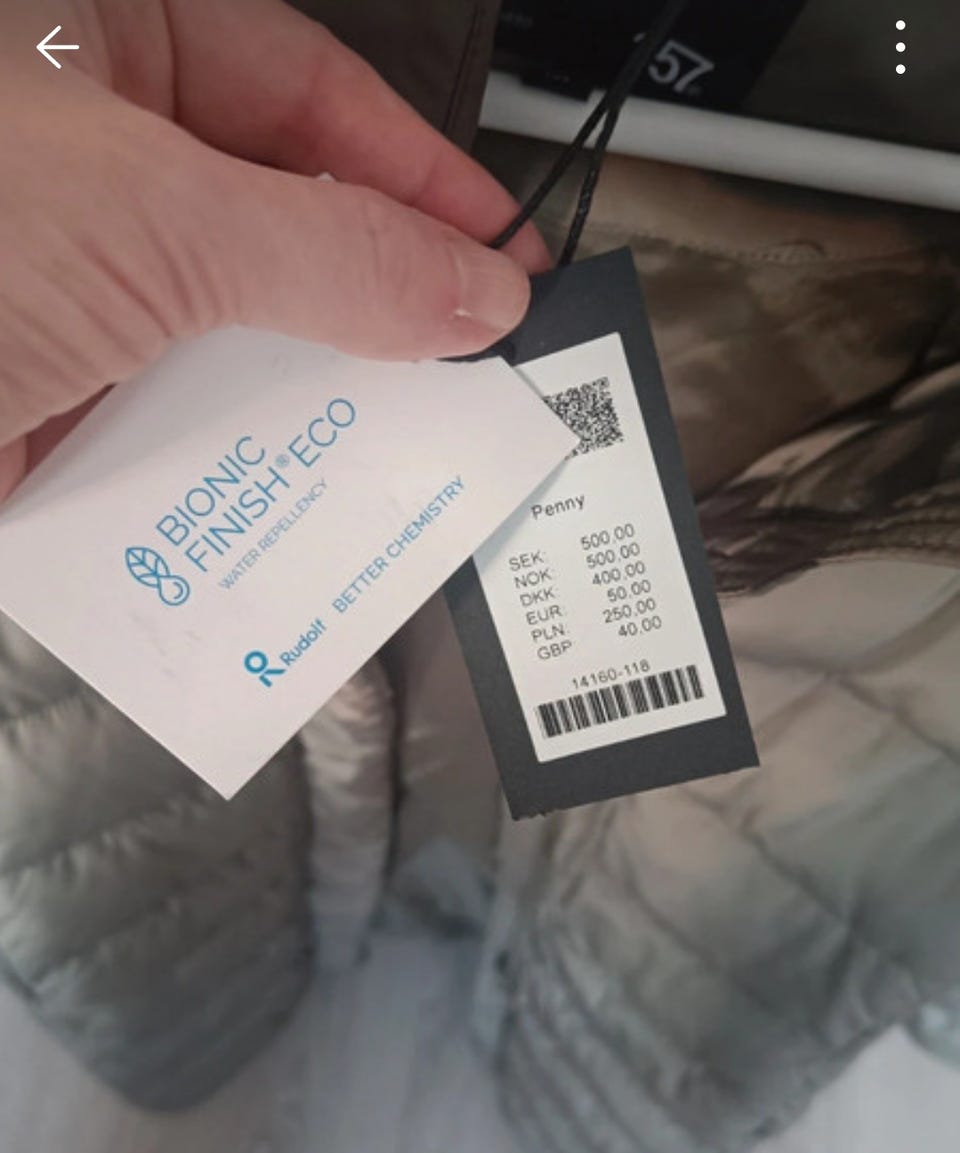 57
BIONIC
FINISH® ECO
WATER REPELLENCY
Rudolf BETTER CHEMISTRY
Penny
SEK: 500,00
NOK: 500,00
DKK: 400,00
EUR: 50,00
PLN: 250,00
GBP 40,00
14160-118